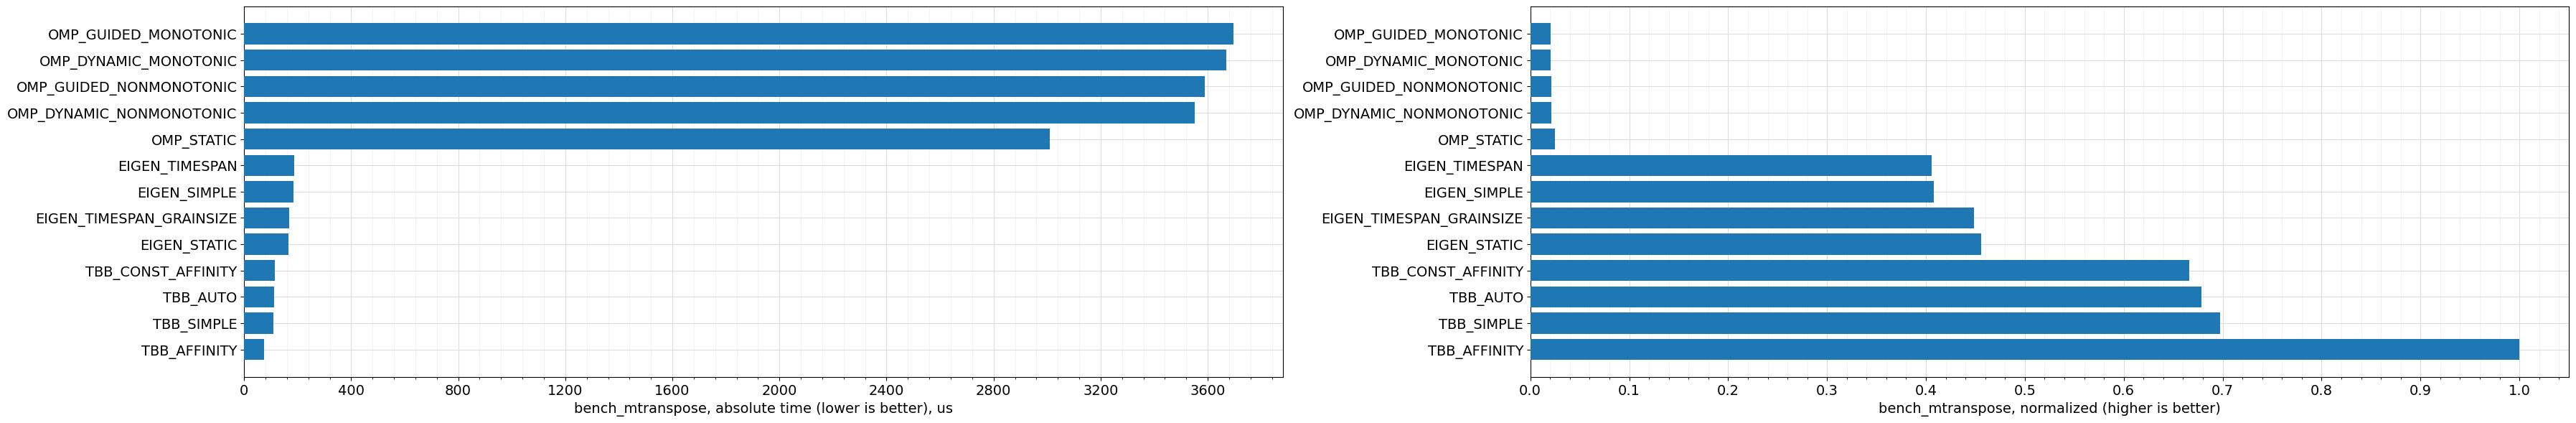 OMP_GUIDED_MONOTONIC
OMP_DYNAMIC_MONOTONIC
OMP_GUIDED_NONMONOTONIC
OMP_DYNAMIC_NONMONOTONIC
OMP_STATIC
EIGEN_TIMESPAN
EIGEN_SIMPLE
EIGEN_TIMESPAN_GRAINSIZE
EIGEN_STATIC
TBB_CONST_AFFINITY
TBB_AUTO
TBB_SIMPLE
TBB_AFFINITY
0 400 800 1200 1600 2000 2400 2800 3200 3600
bench_mtranspose, absolute time (lower is better), us
OMP_GUIDED_MONOTONIC
OMP_DYNAMIC_MONOTONIC
OMP_GUIDED_NONMONOTONIC
OMP_DYNAMIC_NONMONOTONIC
OMP_STATIC
EIGEN_TIMESPAN
EIGEN_SIMPLE
EIGEN_TIMESPAN_GRAINSIZE
EIGEN_STATIC
TBB_CONST_AFFINITY
TBB_AUTO
TBB_SIMPLE
TBB_AFFINITY
0.0 0.1 0.2 0.3 0.4 0.5 0.6 0.7 0.8 0.9 1.0
bench_mtranspose, normalized (higher is better)